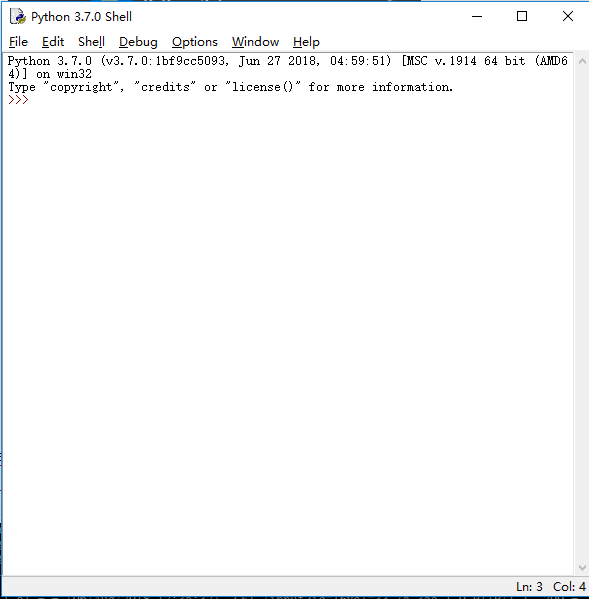 Python 3.7.0 Shell
File Edit Shell Debug Options Window Help
Python 3.7.0 (v3.7.0:1bf9cc5093, Jun 27 2018, 04:59:51) [MSC v.1914 64 bit (AMD6
4)] on win32
Type "copyright", "credits" or "license()" for more information.
>>>
Ln: 3 Col: 4